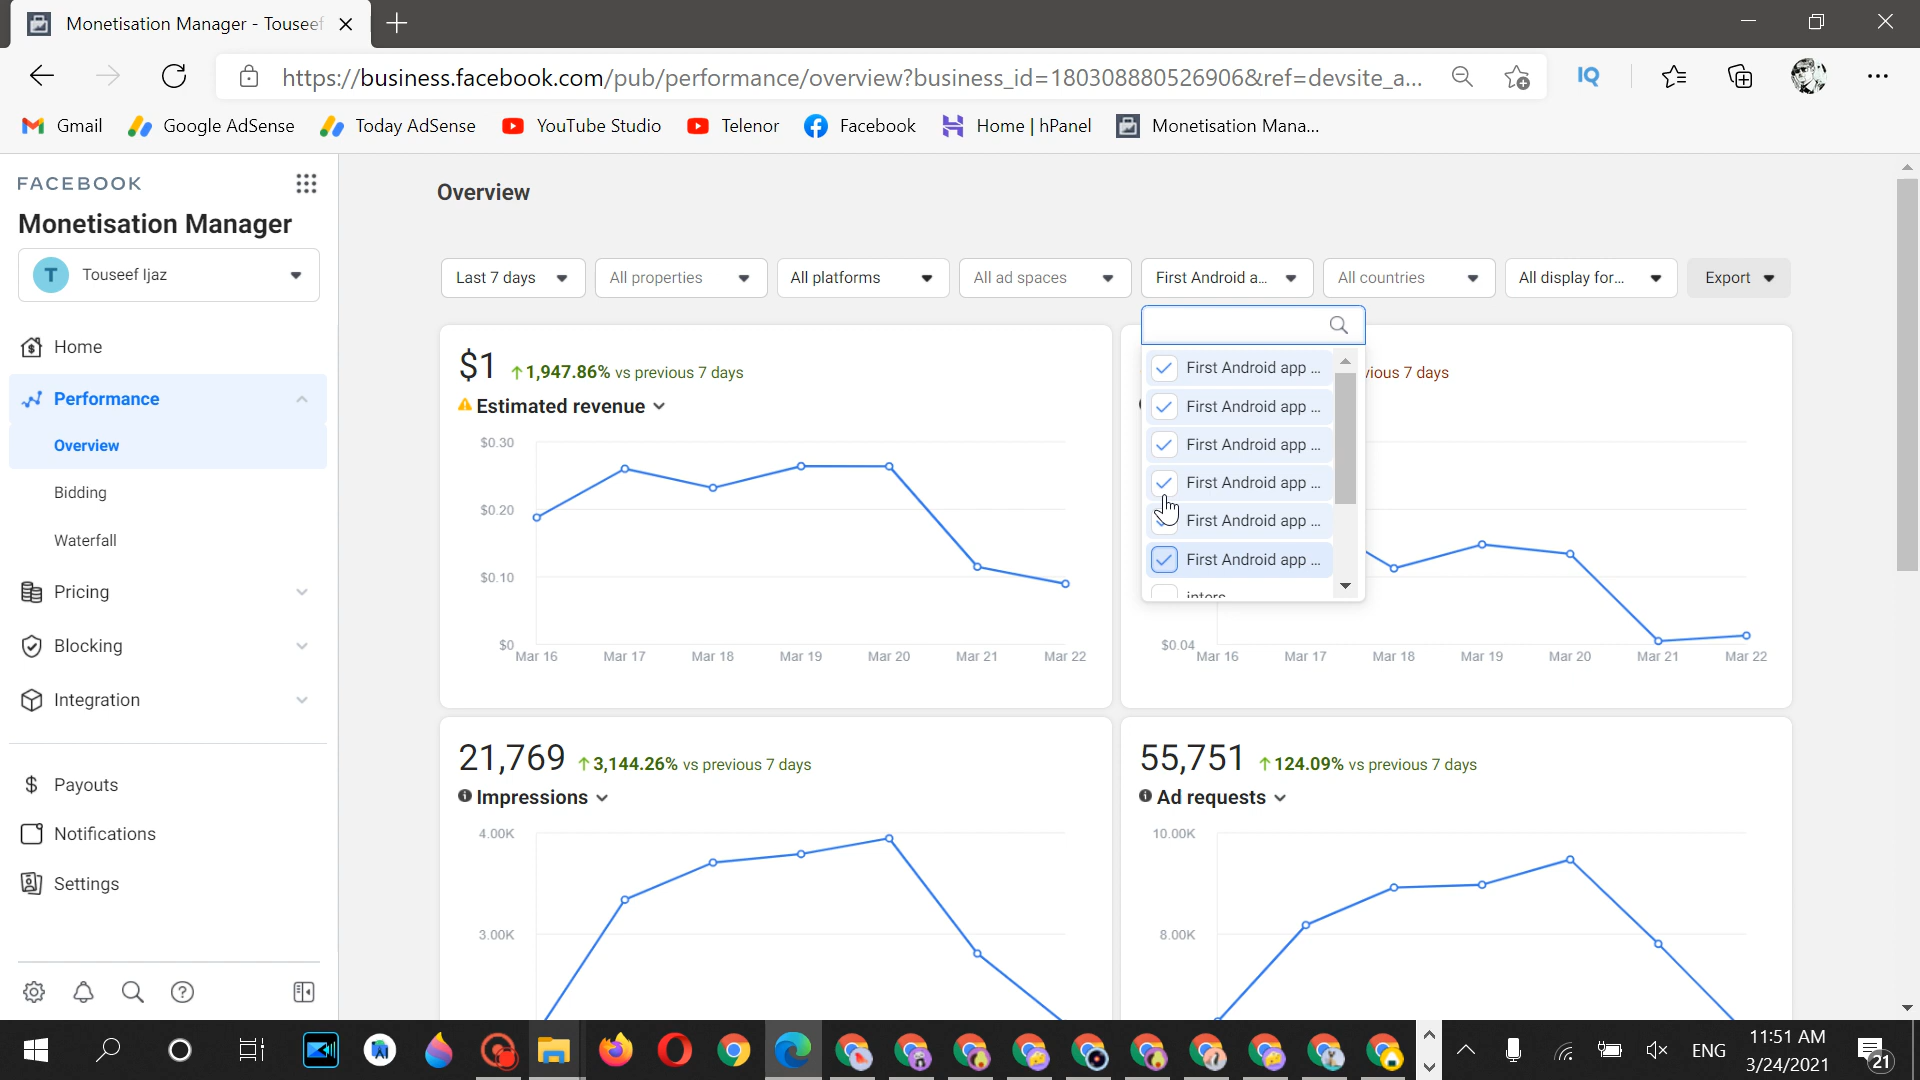 Monetisation Manager - Touseef
https://business.facebook.com/pub/performance/overview?business_id=180308880526906&ref=devsite_a...
IQ
Gmail Google AdSense Today AdSense YouTube Studio Telenor Facebook Home | hPanel Monetisation Mana...
FACEBOOK
Monetisation Manager
T Touseef Ijaz
Home
Performance
Overview
Bidding
Waterfall
Pricing
Blocking
Integration
$ Payouts
Notifications
Settings
Overview
Last 7 days All properties All platforms All ad spaces First Android a... All countries All display for... Export
$1 1,947.86% vs previous 7 days
Estimated revenue
$0.30
$0.20
$0.10
$0
Mar 16 Mar 17 Mar 18 Mar 19 Mar 20 Mar 21 Mar 22
First Android app ...
First Android app ...
First Android app ...
First Android app ...
First Android app ...
First Android app ...
inters
vious 7 days
$0.04
Mar 16 Mar 17 Mar 18 Mar 19 Mar 20 Mar 21 Mar 22
21,769 3,144.26% vs previous 7 days
Impressions
4.00K
3.00K
55,751 124.09% vs previous 7 days
Ad requests
10.00K
8.00K
ENG
11:51 AM
3/24/2021
21